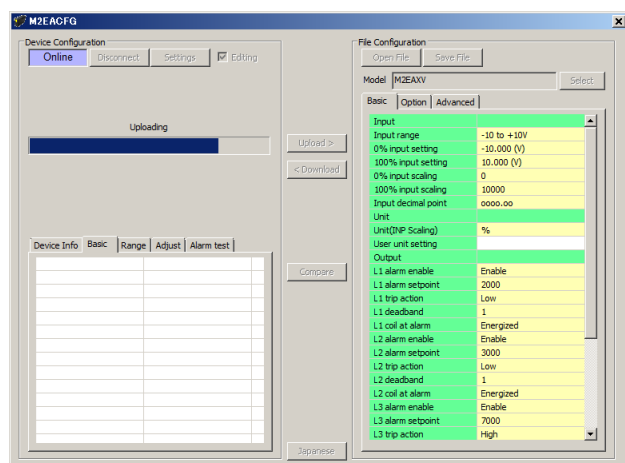 M2EACFG
Device Configuration
Online Disconnect Settings Editing
Uploading
Device Info Basic Range Adjust Alarm test
Upload >
< Download
Compare
Japanese
File Configuration
Open File Save File
Model M2EAXV Select
Basic Option Advanced
Input
Input range -10 to +10V
0% input setting -10.000 (V)
100% input setting 10.000 (V)
0% input scaling 0
100% input scaling 10000
Input decimal point oooo.oo
Unit
Unit(INP Scaling) %
User unit setting
Output
L1 alarm enable Enable
L1 alarm setpoint 2000
L1 trip action Low
L1 deadband 1
L1 coil at alarm Energized
L2 alarm enable Enable
L2 alarm setpoint 3000
L2 trip action Low
L2 deadband 1
L2 coil at alarm Energized
L3 alarm enable Enable
L3 alarm setpoint 7000
L3 trip action High